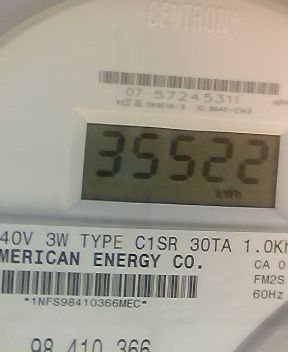 CENTRON
07 57245311
35522
kWh
40V 3W TYPE C1SR 30TA 1.0Kh
MERICAN ENERGY CO.
CA 0
FM2S
60Hz
*1NFS98410366MEC*
98 410 366